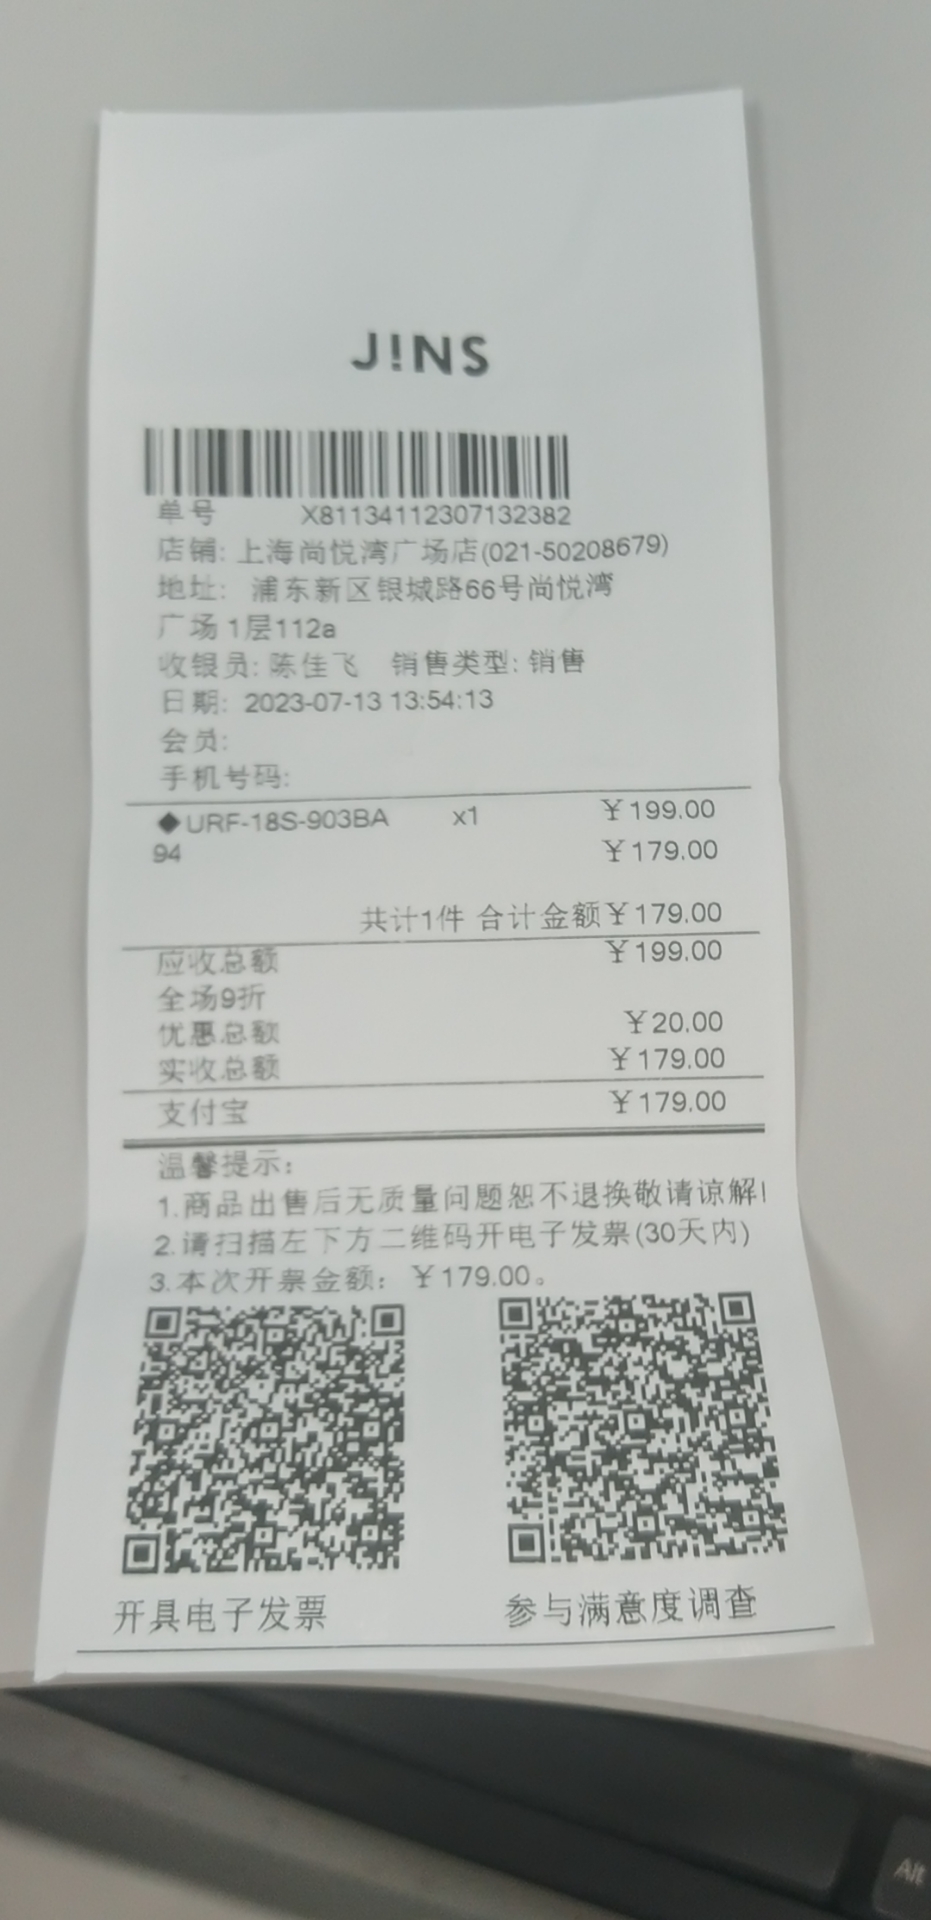 J!NS
单号 X81134112307132382
店铺: 上海尚悦湾广场店(021-50208679)
地址: 浦东新区银城路66号尚悦湾
广场 1层112a
收银员: 陈佳飞 销售类型: 销售
日期: 2023-07-13 13:54:13
会员:
手机号码:
◆URF-18S-903BA x1 ¥199.00
94 ¥179.00
共计1件 合计金额¥179.00
应收总额 ¥199.00
全场9折
优惠总额 ¥20.00
实收总额 ¥179.00
支付宝 ¥179.00
温馨提示:
1.商品出售后无质量问题恕不退换敬请谅解!
2.请扫描左下方二维码开电子发票(30天内)
3.本次开票金额: ¥179.00。
开具电子发票 参与满意度调查
Alt